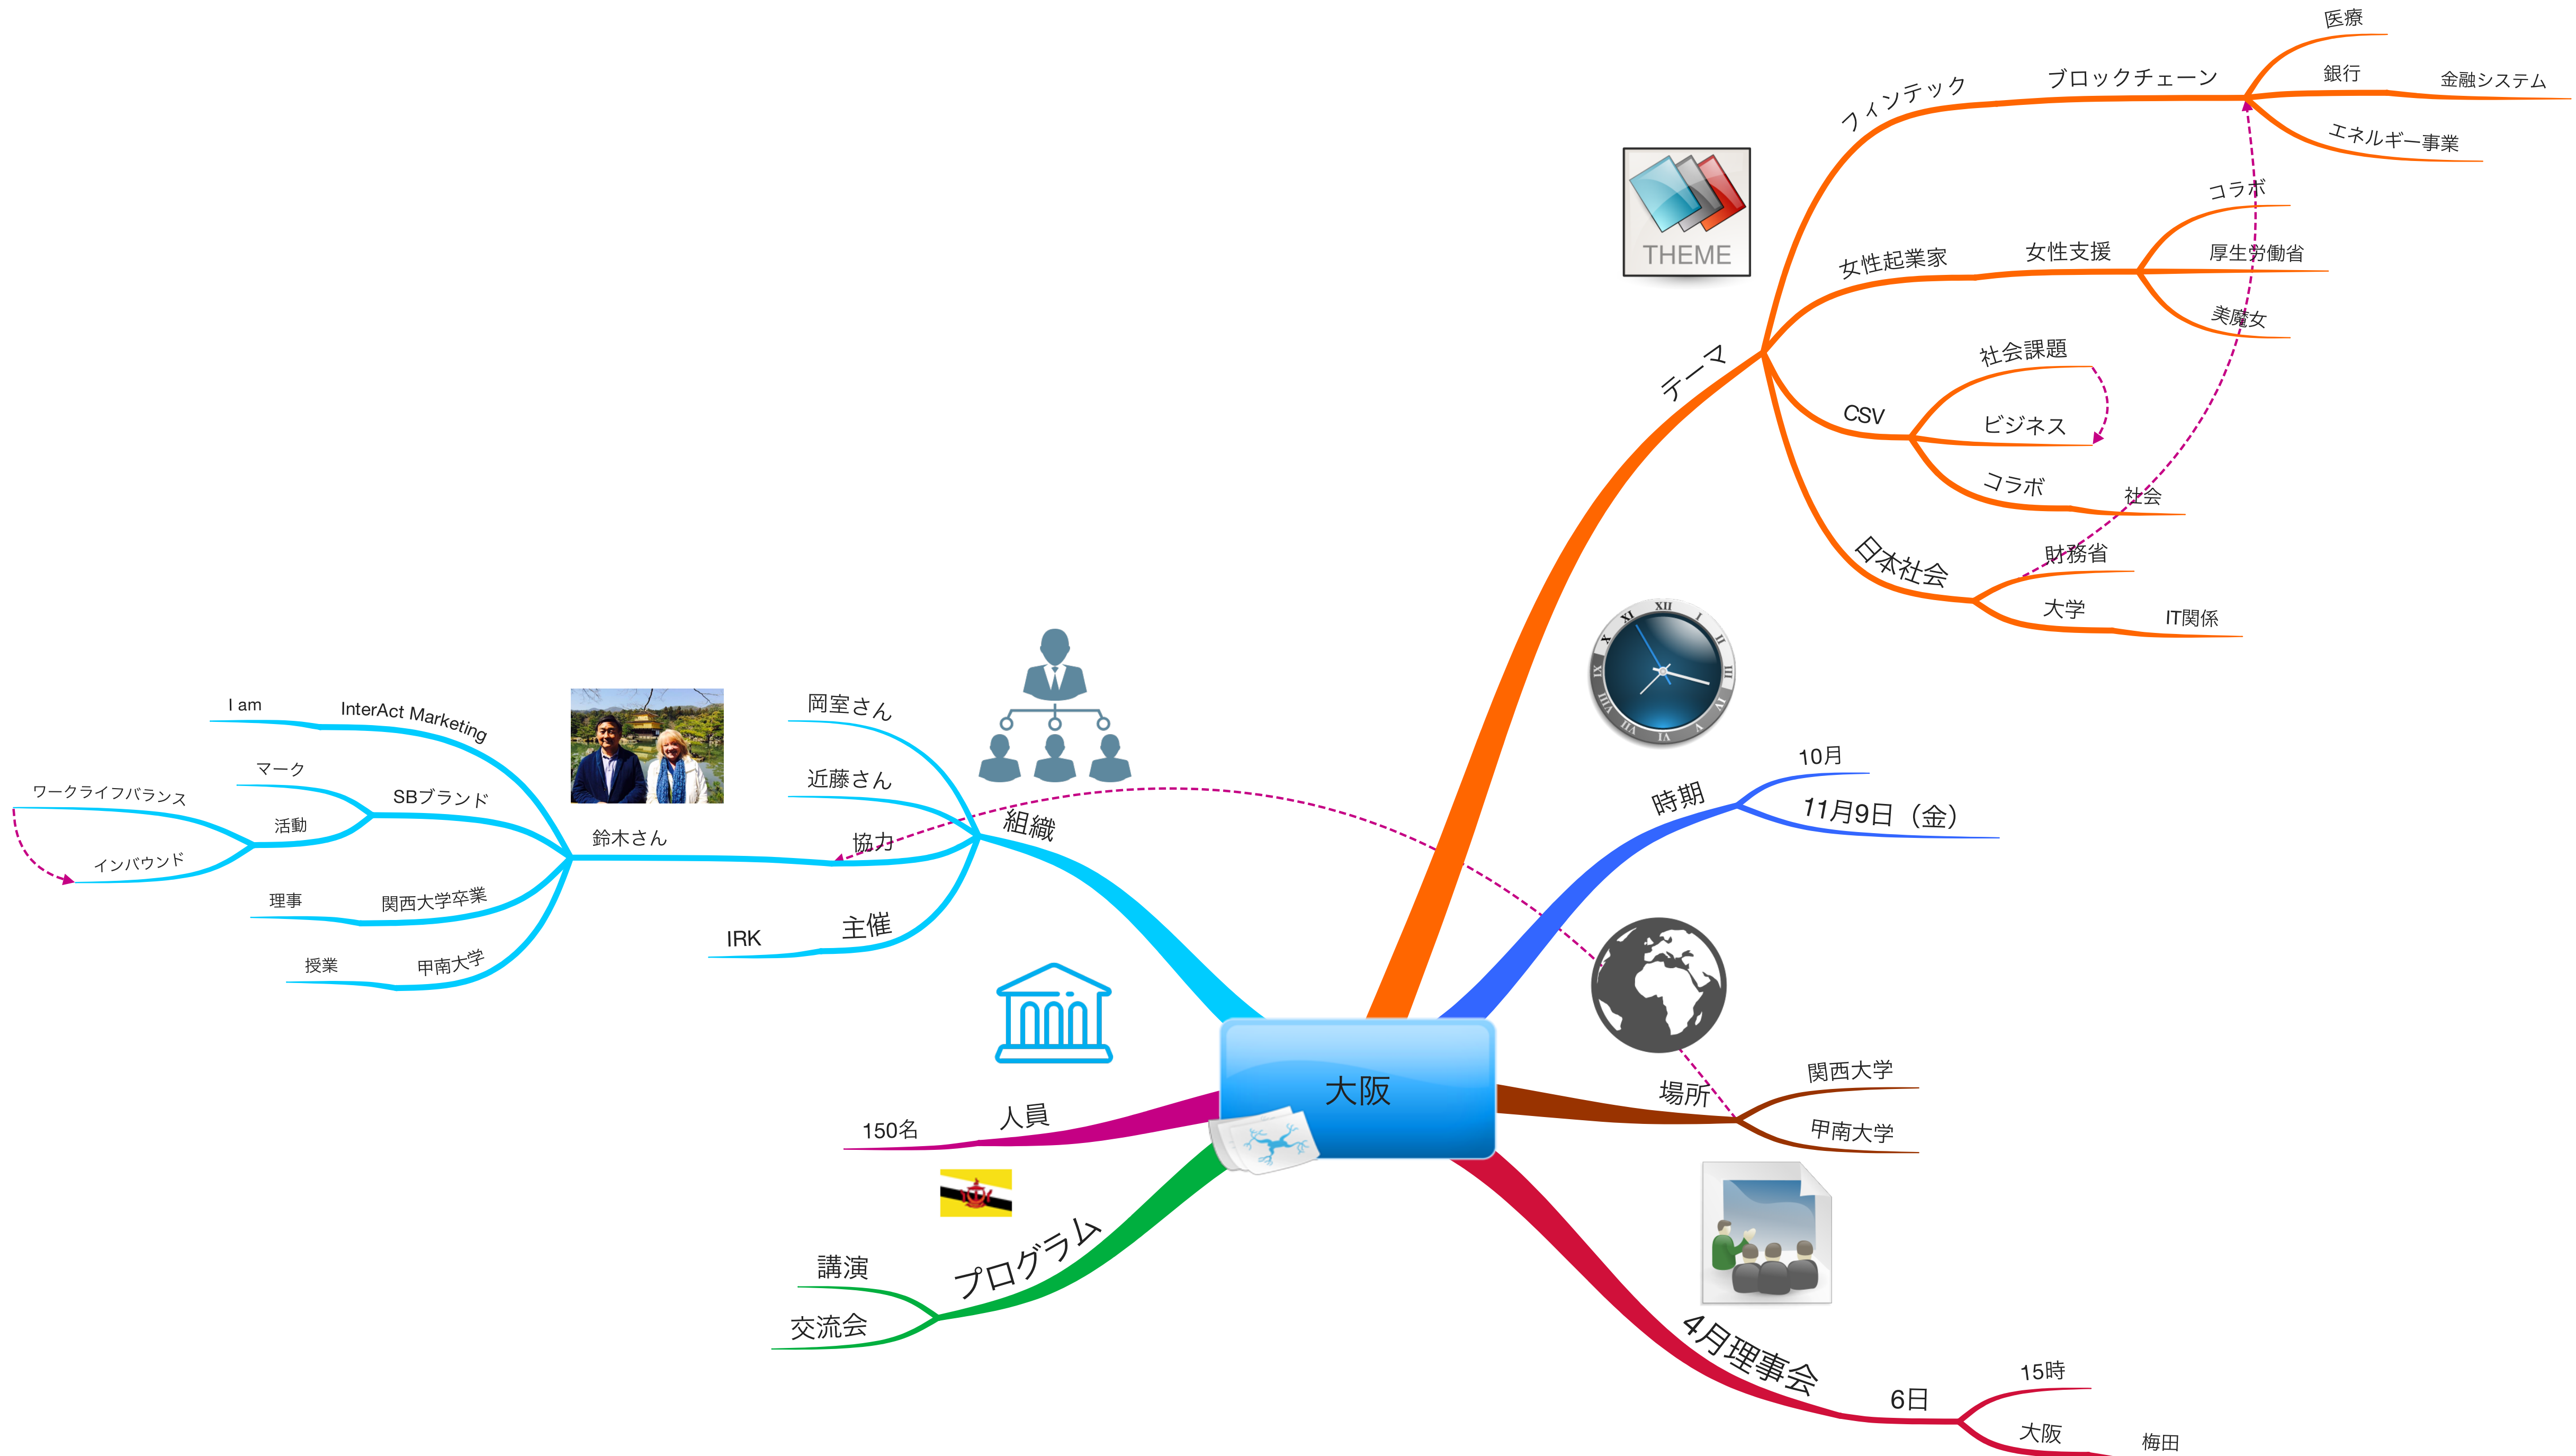 大阪
テーマ
THEME
フィンテック
ブロックチェーン
医療
銀行
金融システム
エネルギー事業
女性起業家
女性支援
コラボ
厚生労働省
美魔女
CSV
社会課題
ビジネス
コラボ
社会
日本社会
財務省
大学
IT関係
XII
I
II
III
IV
V
VI
VII
VIII
XI
X
XI
時期
10月
11月9日（金）
場所
関西大学
甲南大学
4月理事会
6日
15時
大阪
梅田
組織
岡室さん
近藤さん
協力
鈴木さん
InterAct Marketing
I am
SBブランド
マーク
活動
ワークライフバランス
インバウンド
関西大学卒業
理事
甲南大学
授業
主催
IRK
人員
150名
プログラム
講演
交流会